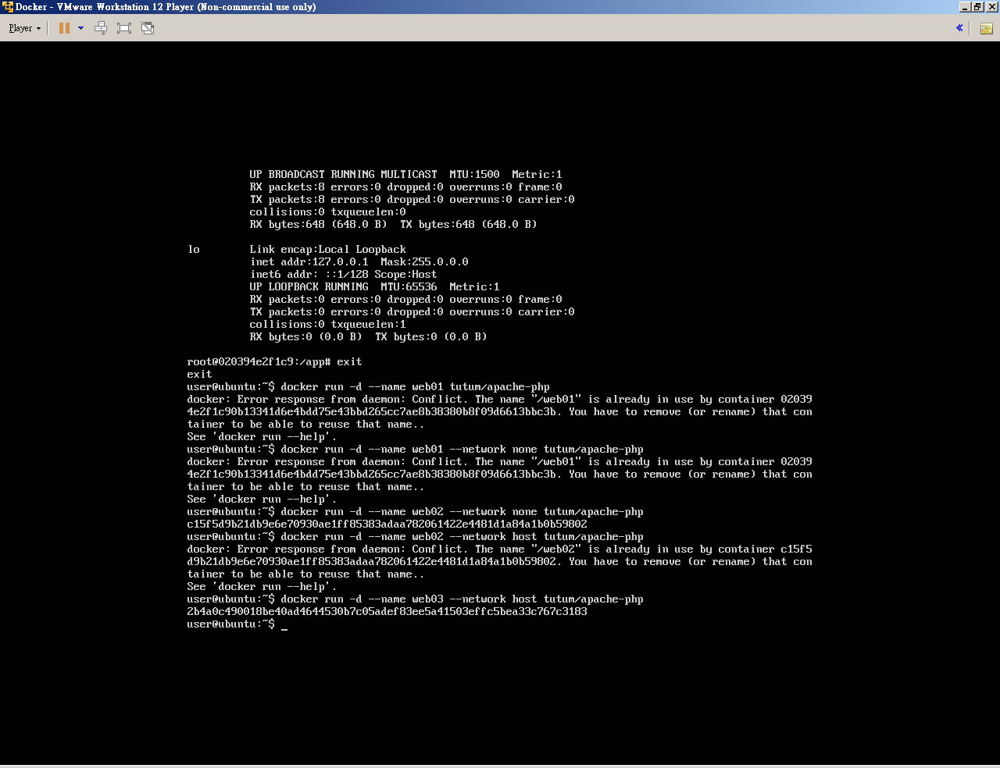 Docker - VMware Workstation 12 Player (Non-commercial use only)
Player
UP BROADCAST RUNNING MULTICAST  MTU:1500  Metric:1
RX packets:8 errors:0 dropped:0 overruns:0 frame:0
TX packets:8 errors:0 dropped:0 overruns:0 carrier:0
collisions:0 txqueuelen:0
RX bytes:648 (648.0 B)  TX bytes:648 (648.0 B)
lo        Link encap:Local Loopback
inet addr:127.0.0.1  Mask:255.0.0.0
inet6 addr: ::1/128 Scope:Host
UP LOOPBACK RUNNING  MTU:65536  Metric:1
RX packets:0 errors:0 dropped:0 overruns:0 frame:0
TX packets:0 errors:0 dropped:0 overruns:0 carrier:0
collisions:0 txqueuelen:1
RX bytes:0 (0.0 B)  TX bytes:0 (0.0 B)
root@020394e2f1c9:/app# exit
exit
user@ubuntu:~$ docker run -d --name web01 tutum/apache-php
docker: Error response from daemon: Conflict. The name "/web01" is already in use by container 02039
4e2f1c90b13341d6e4bdd75e43bbd265cc7ae8b38380b8f09d6613bbc3b. You have to remove (or rename) that con
tainer to be able to reuse that name..
See 'docker run --help'.
user@ubuntu:~$ docker run -d --name web01 --network none tutum/apache-php
docker: Error response from daemon: Conflict. The name "/web01" is already in use by container 02039
4e2f1c90b13341d6e4bdd75e43bbd265cc7ae8b38380b8f09d6613bbc3b. You have to remove (or rename) that con
tainer to be able to reuse that name..
See 'docker run --help'.
user@ubuntu:~$ docker run -d --name web02 --network none tutum/apache-php
c15f5d9b21db9e6e70930ae1ff85383adaa782061422e4481d1a84a1b0b59802
user@ubuntu:~$ docker run -d --name web02 --network host tutum/apache-php
docker: Error response from daemon: Conflict. The name "/web02" is already in use by container c15f5
d9b21db9e6e70930ae1ff85383adaa782061422e4481d1a84a1b0b59802. You have to remove (or rename) that con
tainer to be able to reuse that name..
See 'docker run --help'.
user@ubuntu:~$ docker run -d --name web03 --network host tutum/apache-php
2b4a0c490018be40ad4644530b7c05adef83ee5a41503effc5bea33c767c3183
user@ubuntu:~$ _